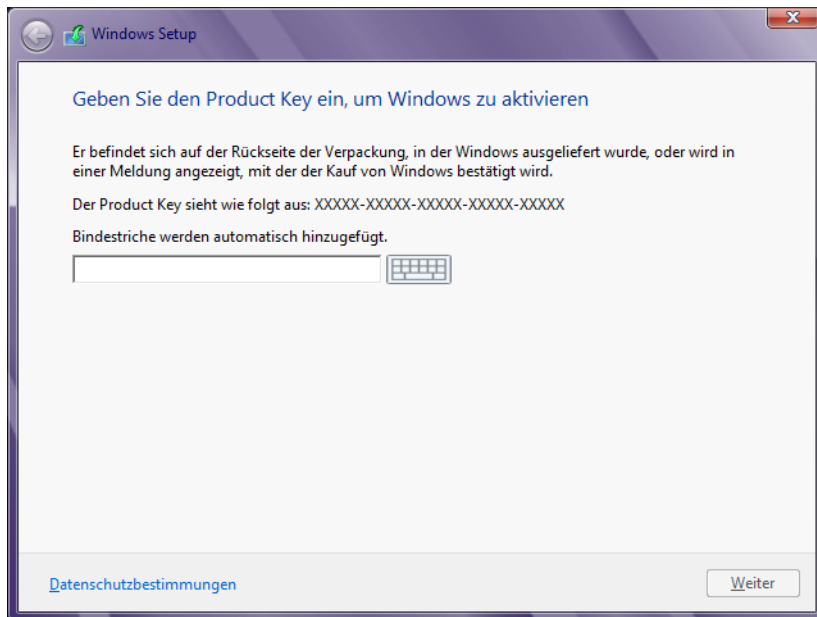 Windows Setup
Geben Sie den Product Key ein, um Windows zu aktivieren
Er befindet sich auf der Rückseite der Verpackung, in der Windows ausgeliefert wurde, oder wird in
einer Meldung angezeigt, mit der der Kauf von Windows bestätigt wird.
Der Product Key sieht wie folgt aus: XXXXX-XXXXX-XXXXX-XXXXX-XXXXX
Bindestriche werden automatisch hinzugefügt.
Datenschutzbestimmungen
Weiter